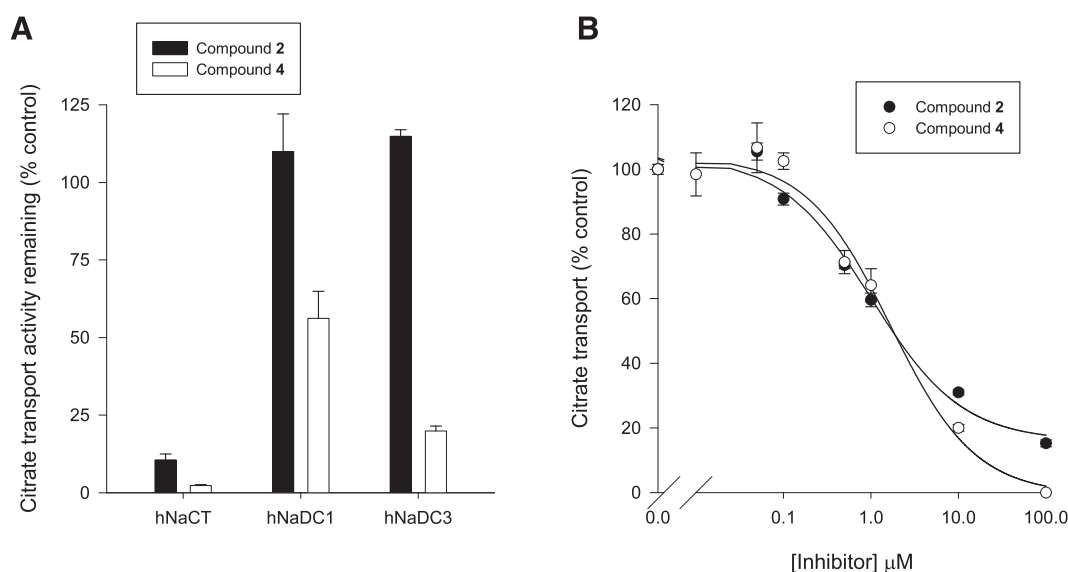 A
Compound 2
Compound 4
Citrate transport activity remaining (% control)
125
100
75
50
25
0
hNaCT hNaDC1 hNaDC3
B
Compound 2
Compound 4
Citrate transport (% control)
120
100
80
60
40
20
0
0.0 0.1 1.0 10.0 100.0
[Inhibitor] μM